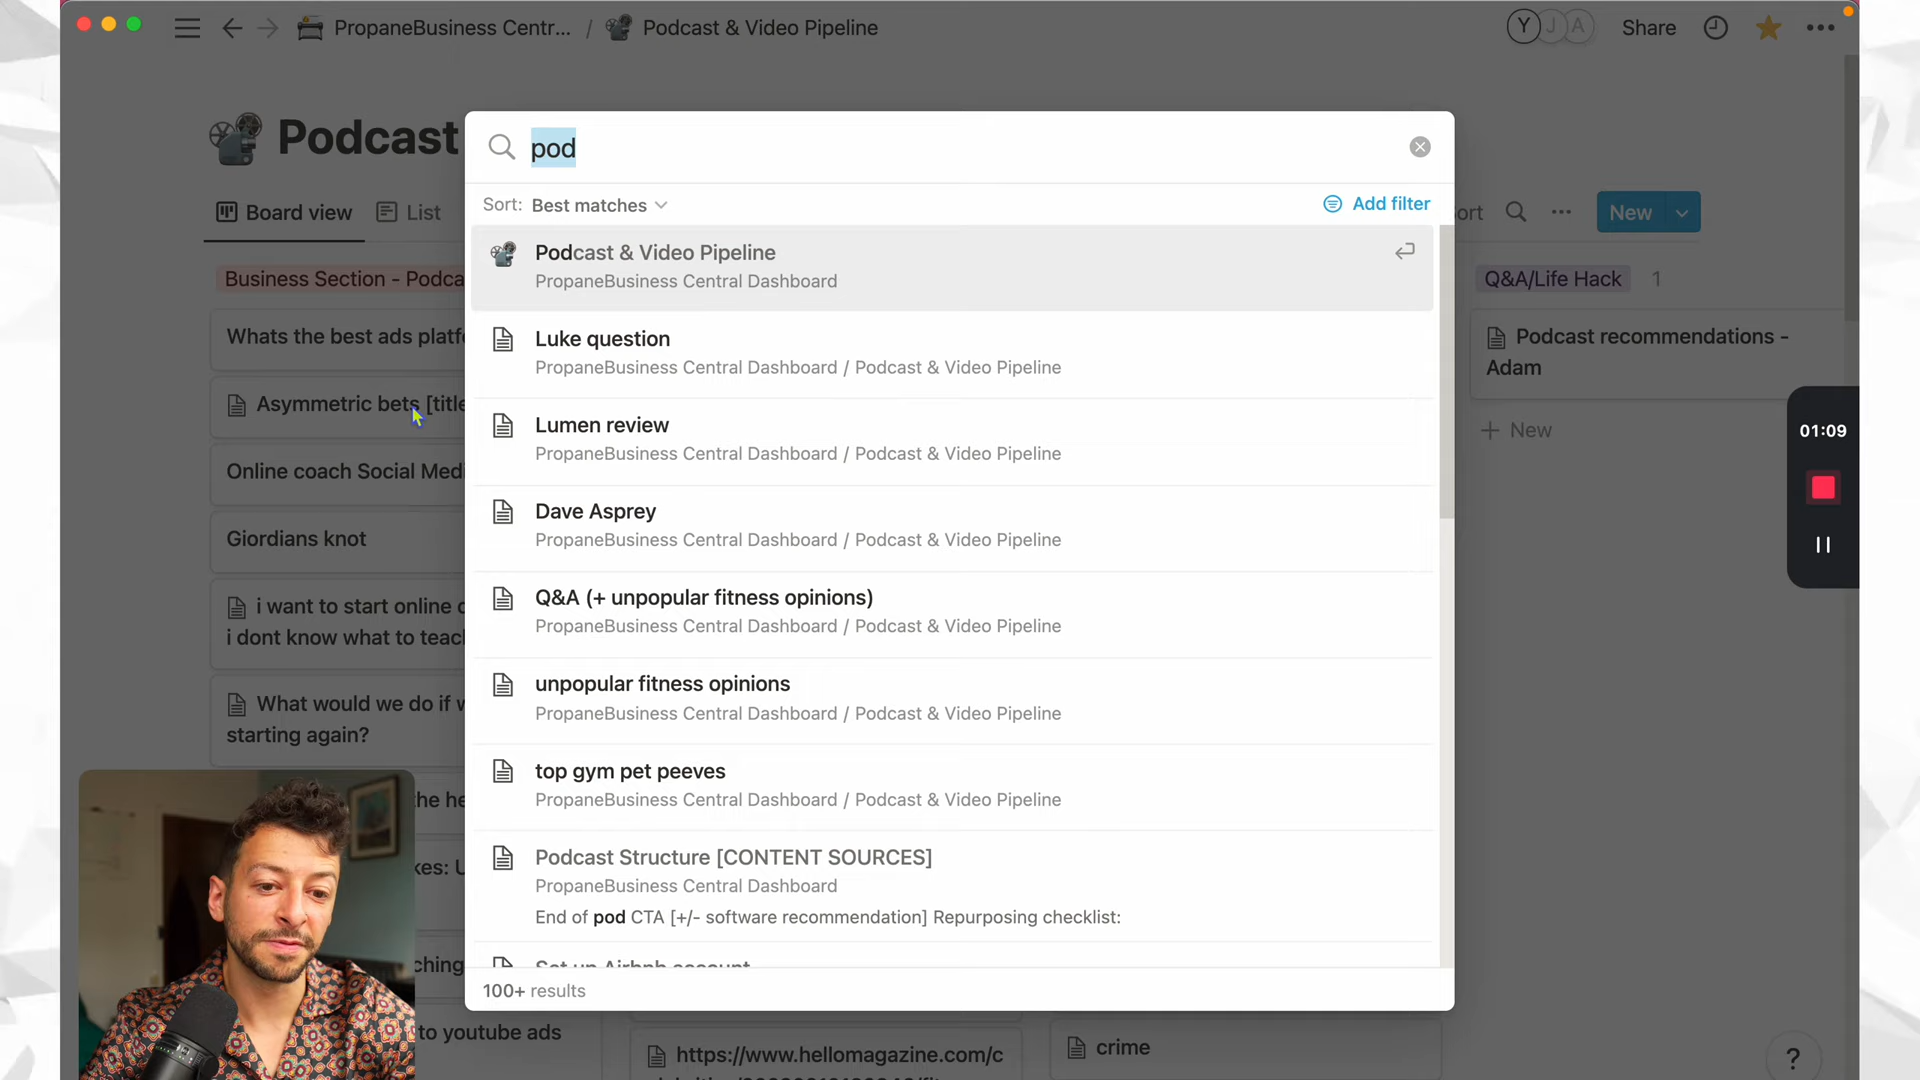 PropaneBusiness Centr... / Podcast & Video Pipeline
Y J A Share
Podcast
Board view List
ort New
Business Section - Podca
Whats the best ads platf
Asymmetric bets [title
Online coach Social Medi
Giordians knot
i want to start online c
i dont know what to teach
What would we do if w
starting again?
the he
kes: U
ching
to youtube ads
pod
Sort: Best matches Add filter
Podcast & Video Pipeline
PropaneBusiness Central Dashboard
Luke question
PropaneBusiness Central Dashboard / Podcast & Video Pipeline
Lumen review
PropaneBusiness Central Dashboard / Podcast & Video Pipeline
Dave Asprey
PropaneBusiness Central Dashboard / Podcast & Video Pipeline
Q&A (+ unpopular fitness opinions)
PropaneBusiness Central Dashboard / Podcast & Video Pipeline
unpopular fitness opinions
PropaneBusiness Central Dashboard / Podcast & Video Pipeline
top gym pet peeves
PropaneBusiness Central Dashboard / Podcast & Video Pipeline
Podcast Structure [CONTENT SOURCES]
PropaneBusiness Central Dashboard
End of pod CTA [+/- software recommendation] Repurposing checklist:
Set up Airbnb account
100+ results
https://www.hellomagazine.com/c
crime
Q&A/Life Hack 1
Podcast recommendations -
Adam
+ New
01:09
?